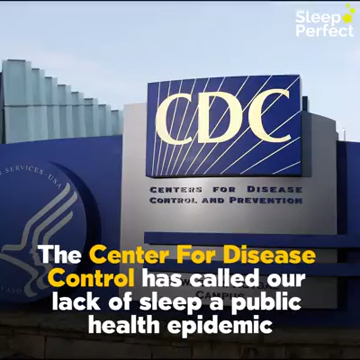 Sleep
Perfect
CDC
CENTERS FOR DISEASE
CONTROL AND PREVENTION
SERVICES.USA
The Center For Disease
Control has called our
lack of sleep a public
health epidemic